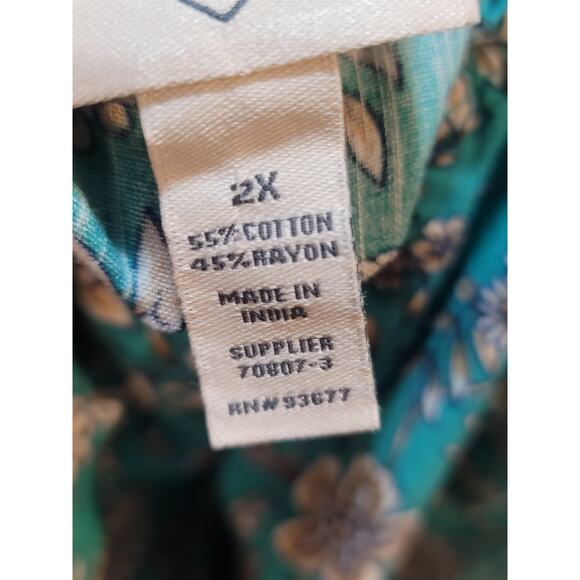 2X
55% COTTON
45% RAYON
MADE IN
INDIA
SUPPLIER
70807-3
RN# 93677